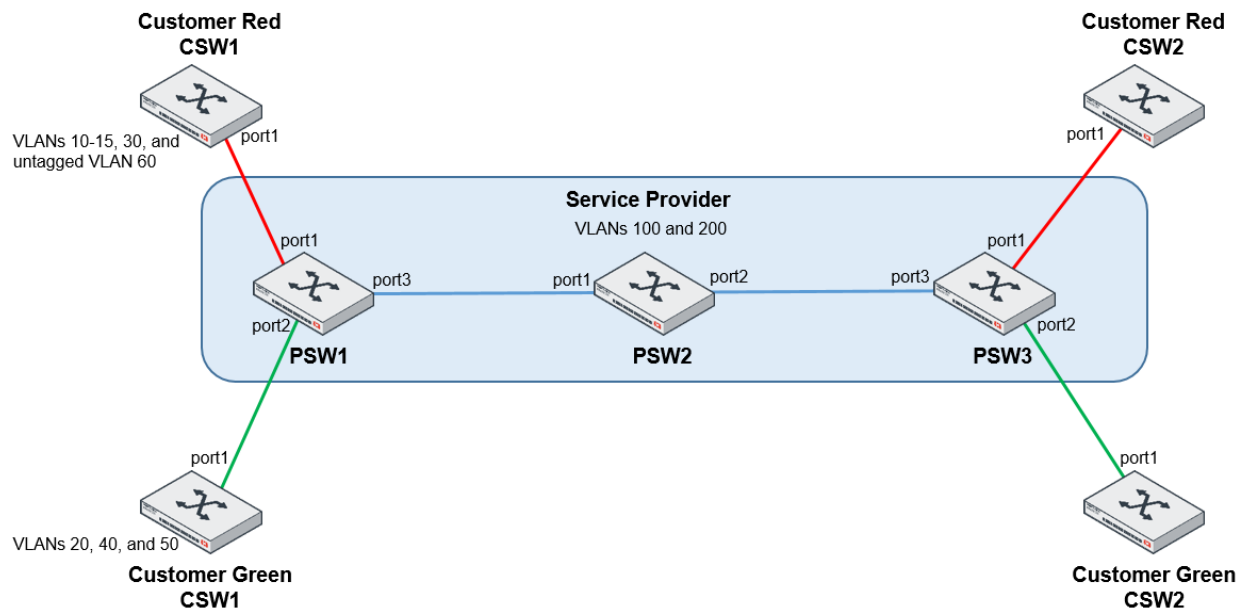 Customer Red
CSW1
Customer Red
CSW2
VLANs 10-15, 30, and
untagged VLAN 60
port1
port1
Service Provider
VLANs 100 and 200
port1
port3
port1
port2
port3
port1
port2
port2
PSW1
PSW2
PSW3
port1
port1
VLANs 20, 40, and 50
Customer Green
CSW1
Customer Green
CSW2